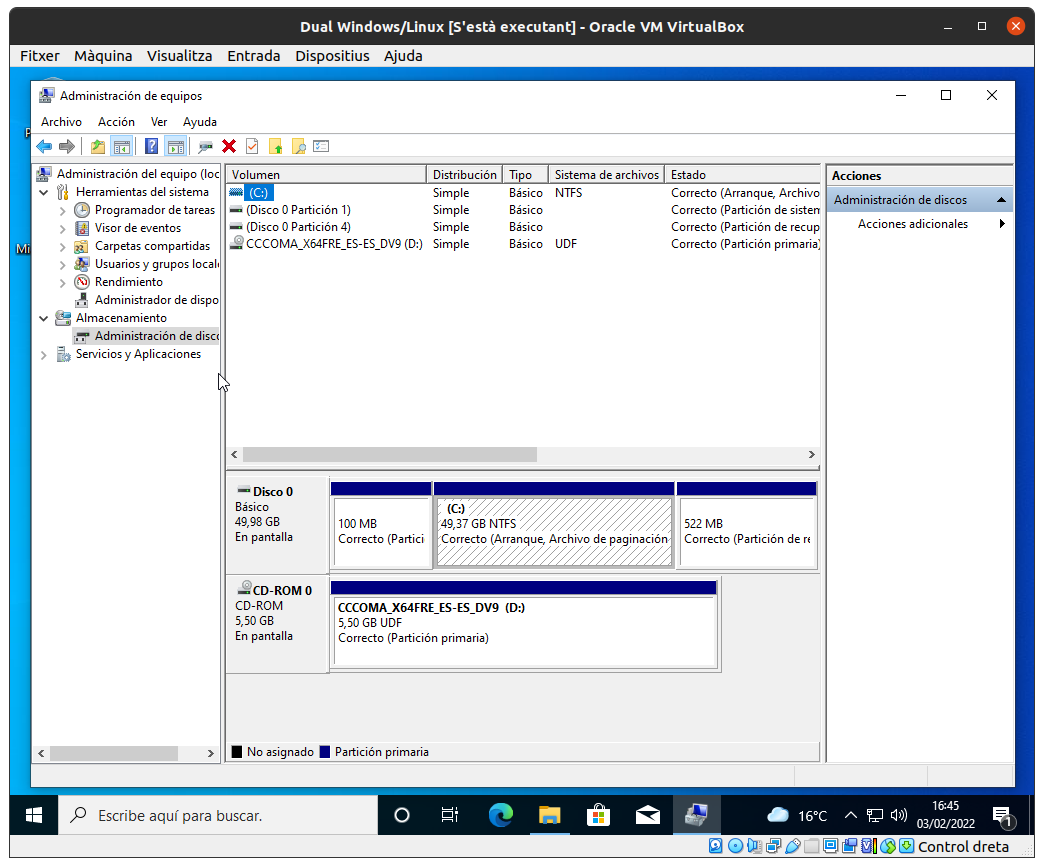 Dual Windows/Linux [S'està executant] - Oracle VM VirtualBox
Fitxer Màquina Visualitza Entrada Dispositius Ajuda
Administración de equipos
Archivo Acción Ver Ayuda
Administración del equipo (loc
Herramientas del sistema
Programador de tareas
Visor de eventos
Carpetas compartidas
Usuarios y grupos locale
Rendimiento
Administrador de dispo
Almacenamiento
Administración de disco
Servicios y Aplicaciones
Volumen Distribución Tipo Sistema de archivos Estado
(C:) Simple Básico NTFS Correcto (Arranque, Archivo
(Disco 0 Partición 1) Simple Básico Correcto (Partición de sistem
(Disco 0 Partición 4) Simple Básico Correcto (Partición de recup
CCCOMA_X64FRE_ES-ES_DV9 (D:) Simple Básico UDF Correcto (Partición primaria)
Acciones
Administración de discos
Acciones adicionales
Disco 0
Básico
49,98 GB
En pantalla
100 MB
Correcto (Partici
(C:)
49,37 GB NTFS
Correcto (Arranque, Archivo de paginación
522 MB
Correcto (Partición de re
CD-ROM 0
CD-ROM
5,50 GB
En pantalla
CCCOMA_X64FRE_ES-ES_DV9 (D:)
5,50 GB UDF
Correcto (Partición primaria)
No asignado Partición primaria
Escribe aquí para buscar.
16°C
16:45
03/02/2022
1
Control dreta